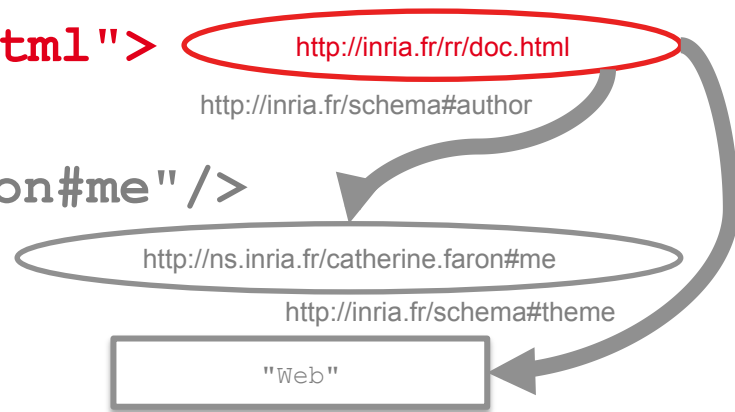 tml"> http://inria.fr/rr/doc.html
http://inria.fr/schema#author
on#me"/>
http://ns.inria.fr/catherine.faron#me
http://inria.fr/schema#theme
"Web"